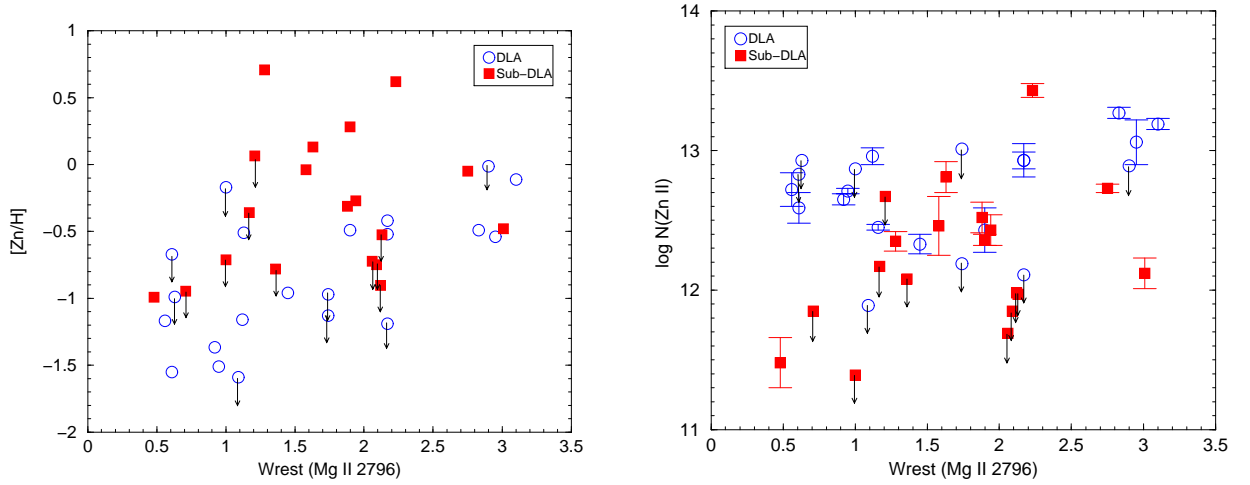 1
0.5
0
−0.5
−1
−1.5
−2
[Zn/H]
DLA
Sub−DLA
0 0.5 1 1.5 2 2.5 3 3.5
Wrest (Mg II 2796)
14
13
12
11
log N(Zn II)
DLA
Sub−DLA
0 0.5 1 1.5 2 2.5 3 3.5
Wrest (Mg II 2796)